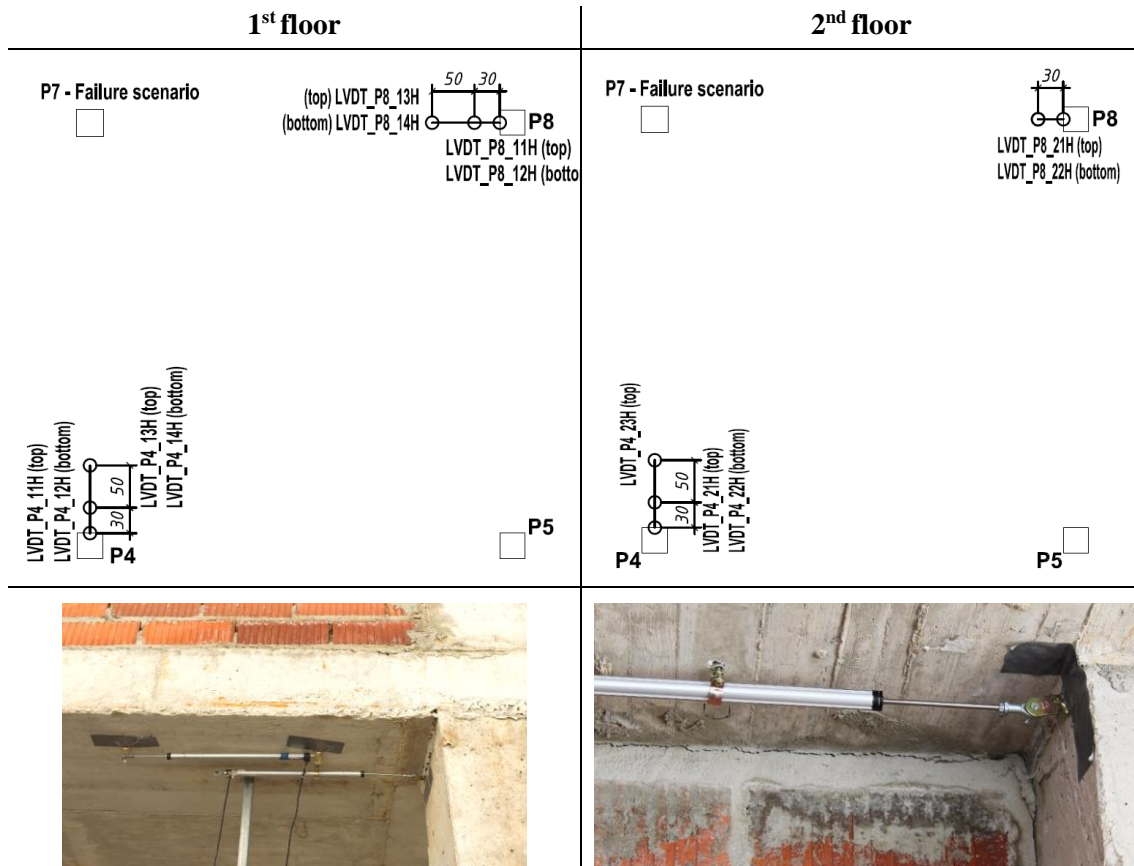 1st floor
2nd floor
P7 - Failure scenario
50
30
(top) LVDT_P8_13H
(bottom) LVDT_P8_14H
P8
LVDT_P8_11H (top)
LVDT_P8_12H (botto
LVDT_P4_11H (top)
LVDT_P4_12H (bottom)
LVDT_P4_13H (top)
LVDT_P4_14H (bottom)
50
30
P4
P5
P7 - Failure scenario
30
P8
LVDT_P8_21H (top)
LVDT_P8_22H (bottom)
LVDT_P4_23H (top)
50
30
LVDT_P4_21H (top)
LVDT_P4_22H (bottom)
P4
P5